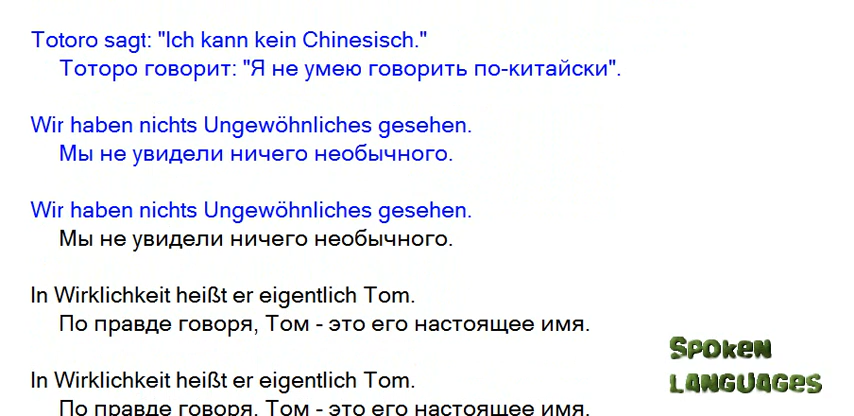 Totoro sagt: "Ich kann kein Chinesisch."
Тоторо говорит: "Я не умею говорить по-китайски".
Wir haben nichts Ungewöhnliches gesehen.
Мы не увидели ничего необычного.
Wir haben nichts Ungewöhnliches gesehen.
Мы не увидели ничего необычного.
In Wirklichkeit heißt er eigentlich Tom.
По правде говоря, Том - это его настоящее имя.
In Wirklichkeit heißt er eigentlich Tom.
По правде говоря, Том - это его настоящее имя.
Spoken
Languages